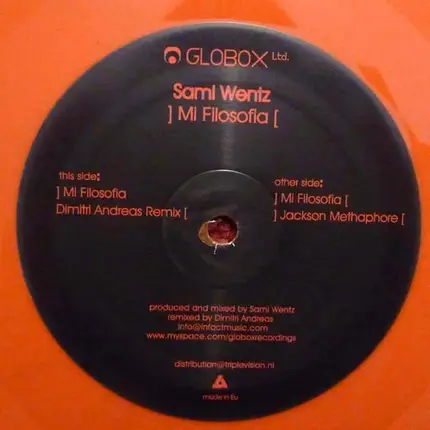 GLOBOX Ltd.
Sami Wentz
] Mi Filosofia [
this side:
] Mi Filosofia
Dimitri Andreas Remix [
other side:
] Mi Filosofia [
] Jackson Methaphore [
produced and mixed by Sami Wentz
remixed by Dimitri Andreas
info@infactmusic.com
www.myspace.com/globoxrecordings
distribution@triplevision.nl
made in Eu